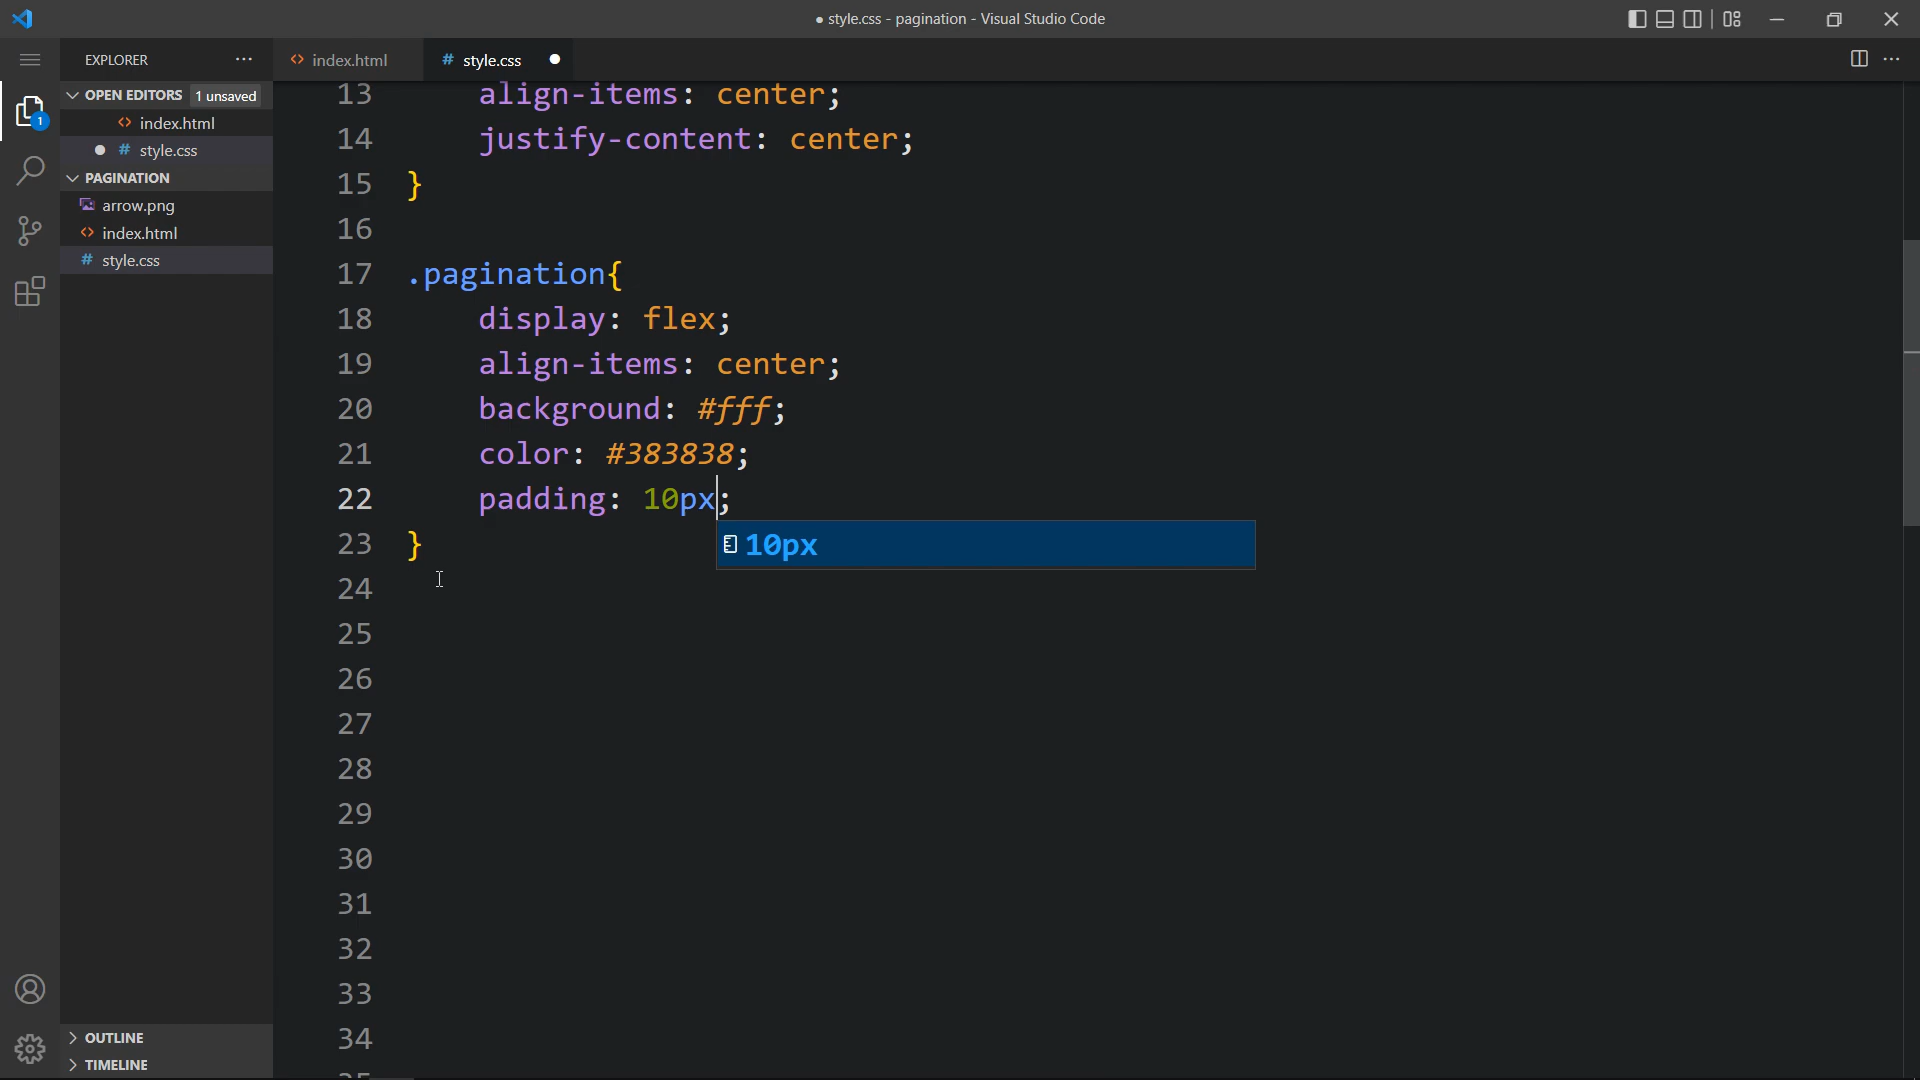 ● style.css - pagination - Visual Studio Code
EXPLORER
index.html
# style.css
OPEN EDITORS 1 unsaved
index.html
# style.css
PAGINATION
arrow.png
index.html
# style.css
1
13 align-items: center;
14 justify-content: center;
15 }
16
17 .pagination{
18 display: flex;
19 align-items: center;
20 background: #fff;
21 color: #383838;
22 padding: 10px;
10px
23 }
24
25
26
27
28
29
30
31
32
33
34
OUTLINE
TIMELINE